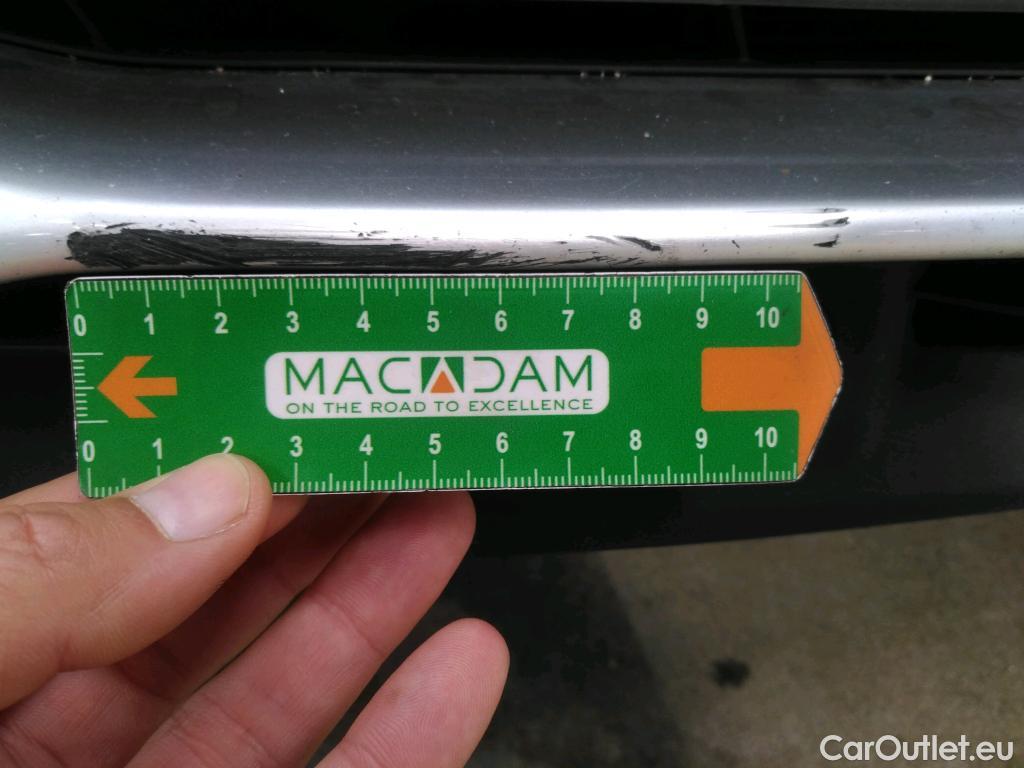 0 1 2 3 4 5 6 7 8 9 10
MACADAM
ON THE ROAD TO EXCELLENCE
0 1 2 3 4 5 6 7 8 9 10
CarOutlet.eu